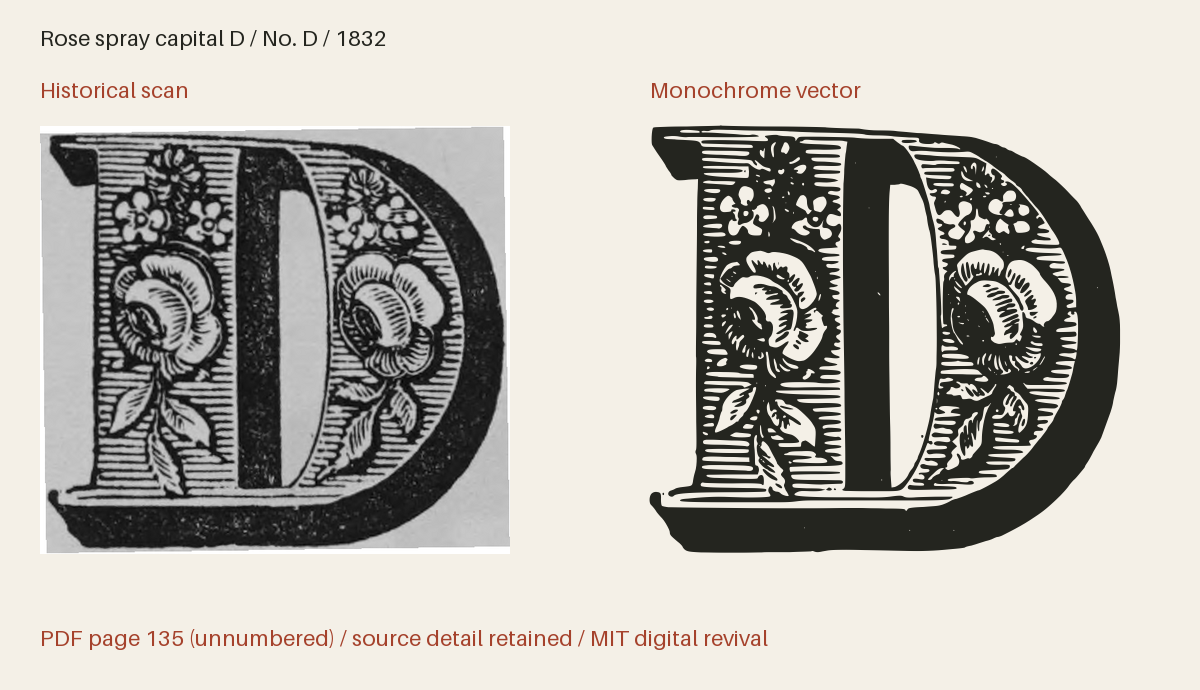 Rose spray capital D / No. D / 1832
Historical scan
Monochrome vector
D
D
PDF page 135 (unnumbered) / source detail retained / MIT digital revival